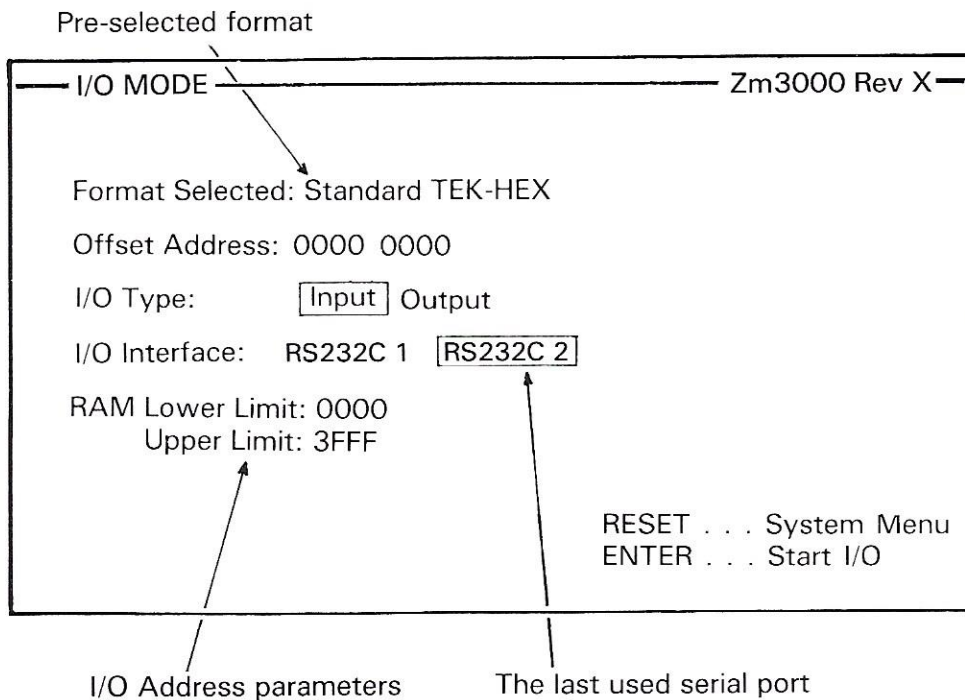 Pre-selected format
I/O MODE Zm3000 Rev X
Format Selected: Standard TEK-HEX
Offset Address: 0000 0000
I/O Type: Input Output
I/O Interface: RS232C 1 RS232C 2
RAM Lower Limit: 0000
Upper Limit: 3FFF
RESET . . . System Menu
ENTER . . . Start I/O
I/O Address parameters The last used serial port